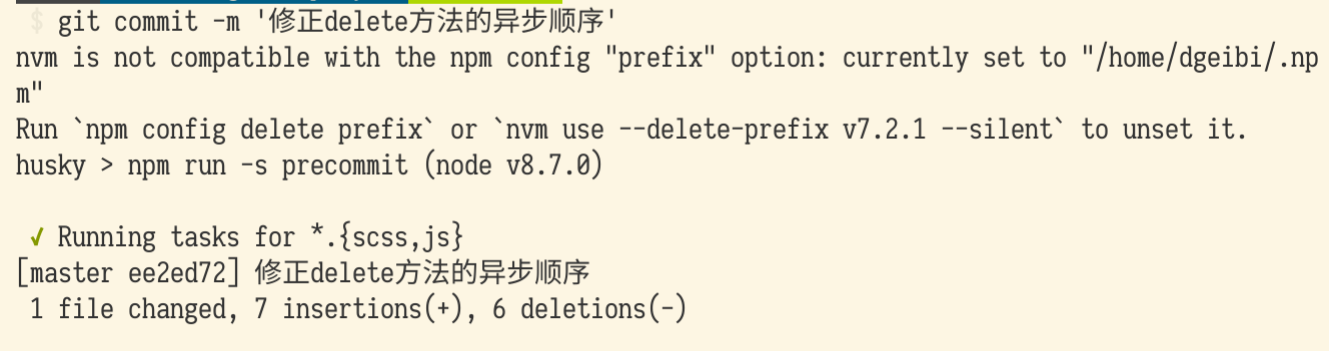 $ git commit -m '修正delete方法的异步顺序'
nvm is not compatible with the npm config "prefix" option: currently set to "/home/dgeibi/.np
m"
Run `npm config delete prefix` or `nvm use --delete-prefix v7.2.1 --silent` to unset it.
husky > npm run -s precommit (node v8.7.0)
✓ Running tasks for *.{scss,js}
[master ee2ed72] 修正delete方法的异步顺序
1 file changed, 7 insertions(+), 6 deletions(-)